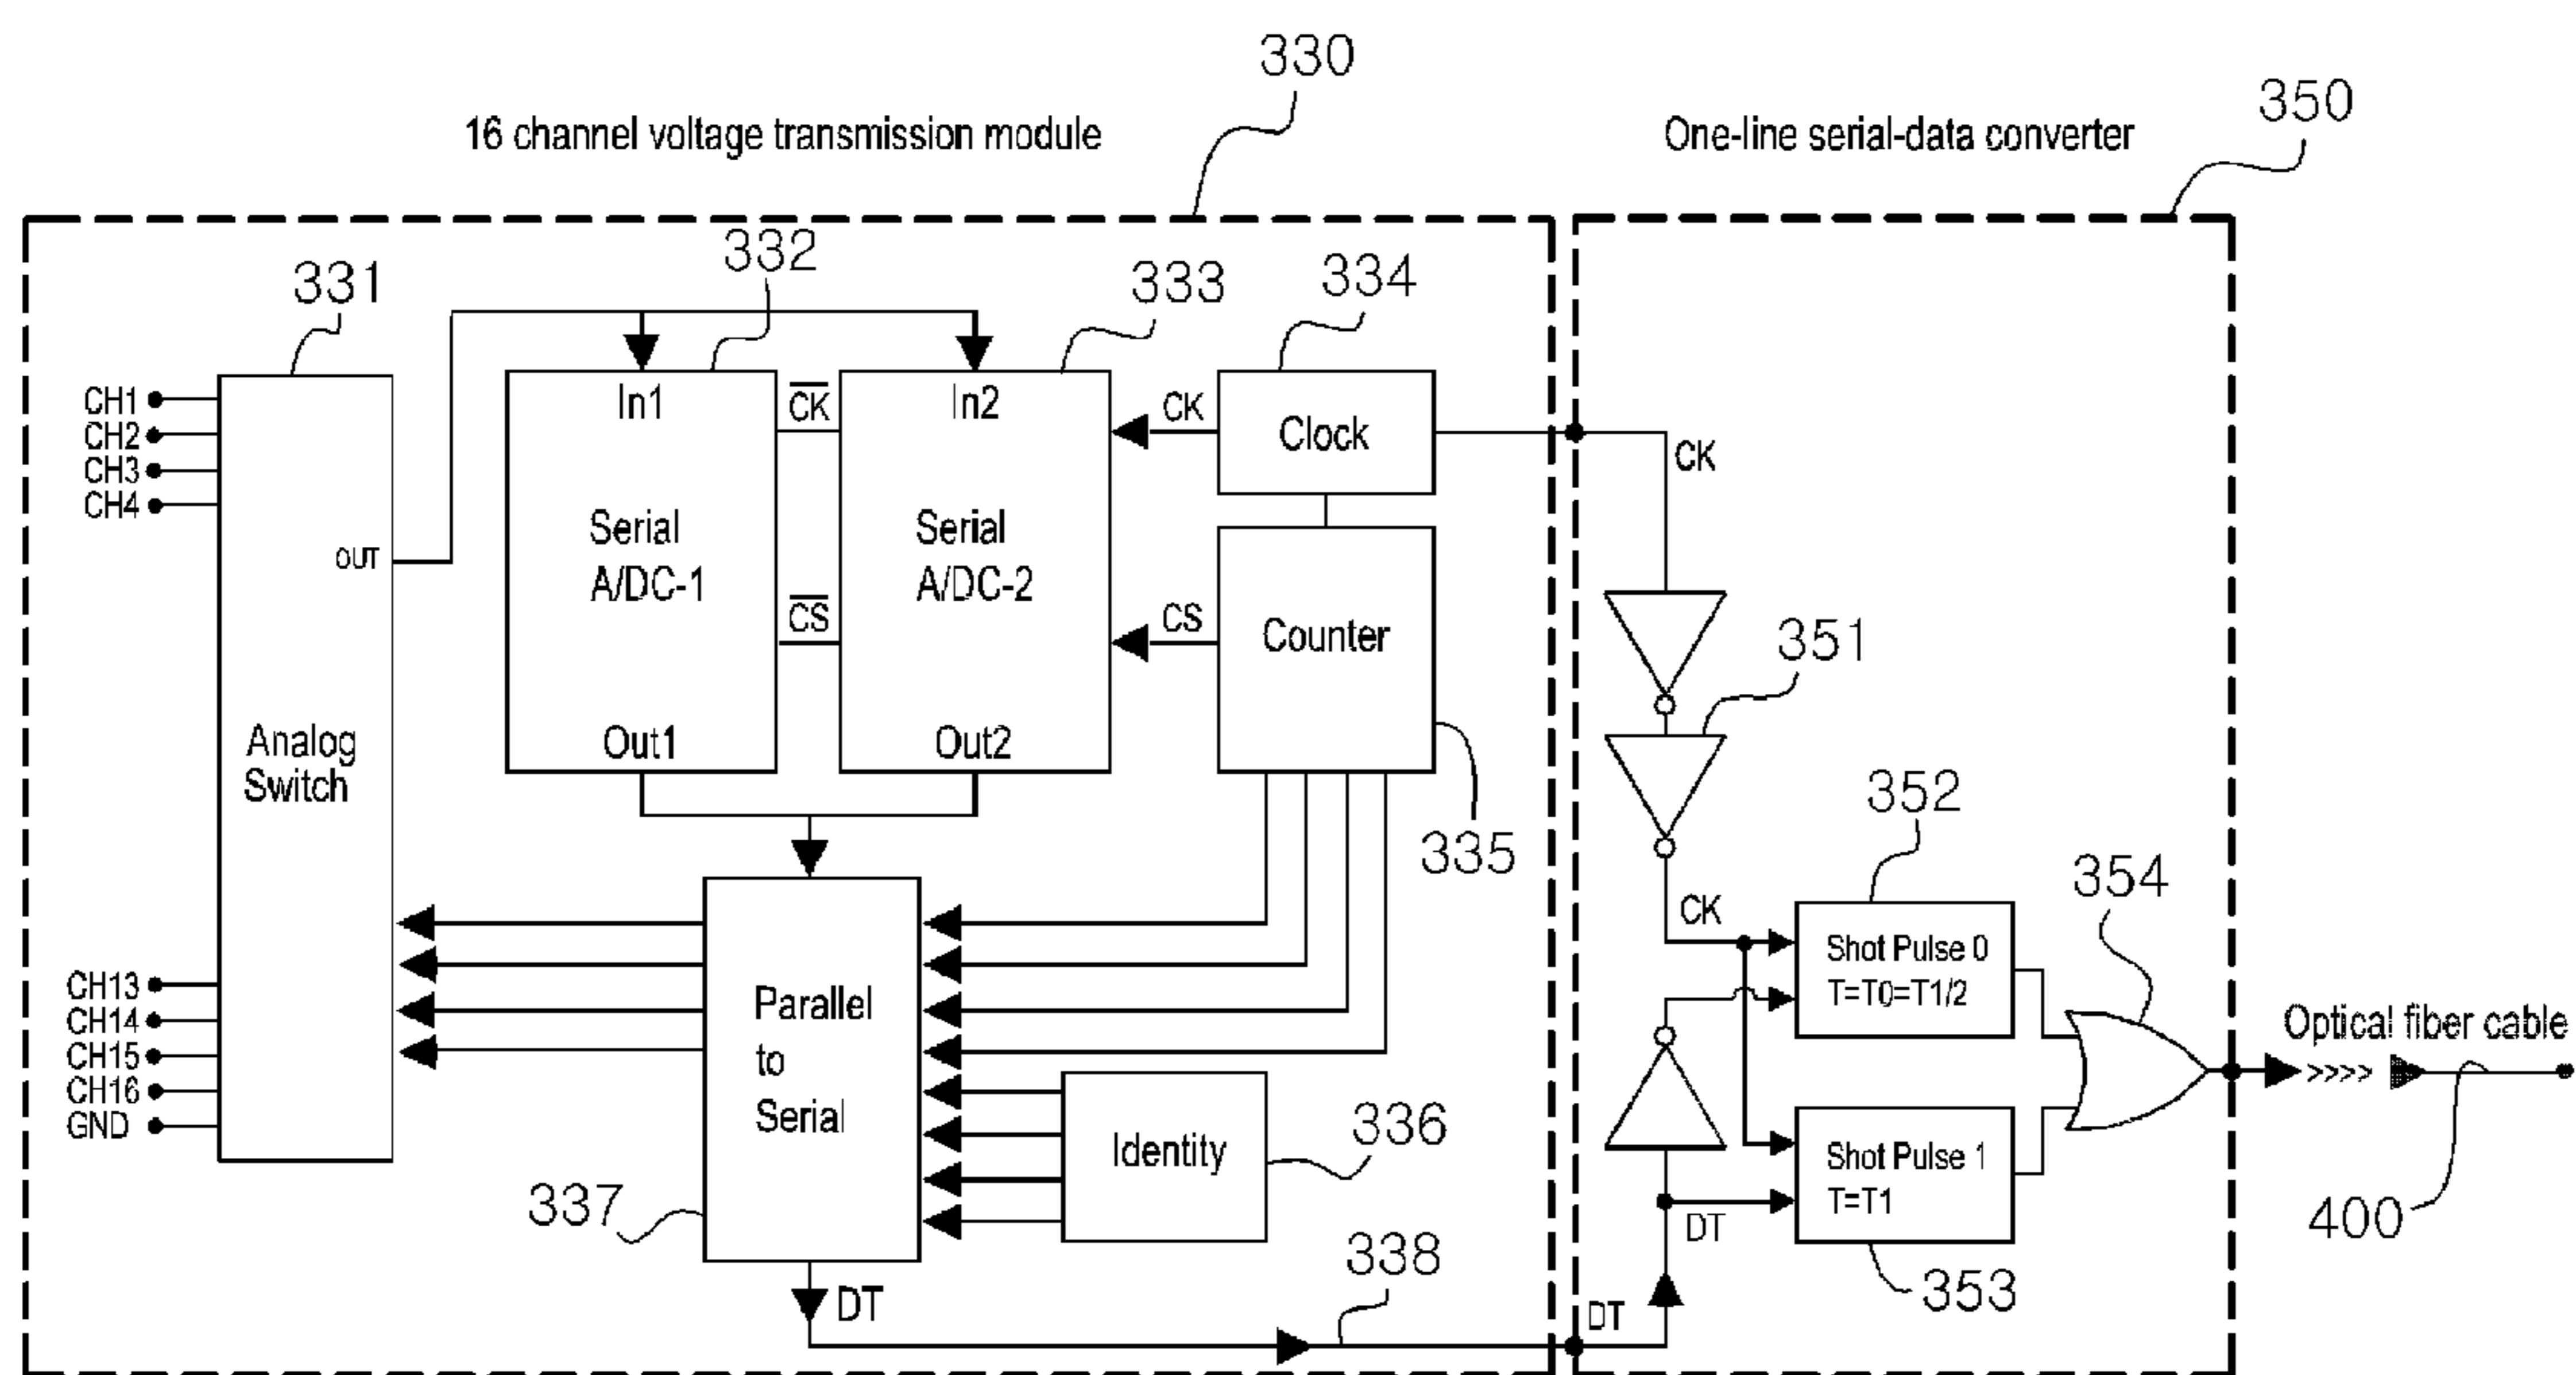 330
350
16 channel voltage transmission module
One-line serial-data converter
331
332
333
334
CH1
CH2
CH3
CH4
OUT
Analog
Switch
CH13
CH14
CH15
CH16
GND
In1
Serial
A/DC-1
Out1
C̅K̅
C̅S̅
In2
Serial
A/DC-2
Out2
CK
CS
Clock
Counter
335
Parallel
to
Serial
337
Identity
336
DT
338
CK
351
CK
352
Shot Pulse 0
T=T0=T1/2
354
Shot Pulse 1
T=T1
353
DT
DT
Optical fiber cable
>>>>
400